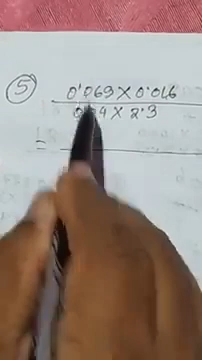 5
0.069 × 0.016
× 2.3
=